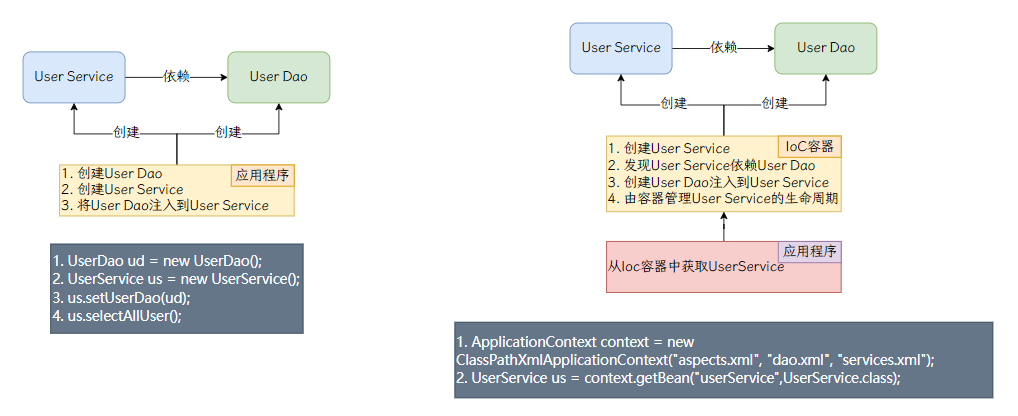 User Service
依赖
User Dao
创建
创建
应用程序
1. 创建User Dao
2. 创建User Service
3. 将User Dao注入到User Service
1. UserDao ud = new UserDao();
2. UserService us = new UserService();
3. us.setUserDao(ud);
4. us.selectAllUser();
User Service
依赖
User Dao
创建
创建
IoC容器
1. 创建User Service
2. 发现User Service依赖User Dao
3. 创建User Dao注入到User Service
4. 由容器管理User Service的生命周期
应用程序
从Ioc容器中获取UserService
1. ApplicationContext context = new
ClassPathXmlApplicationContext("aspects.xml", "dao.xml", "services.xml");
2. UserService us = context.getBean("userService",UserService.class);